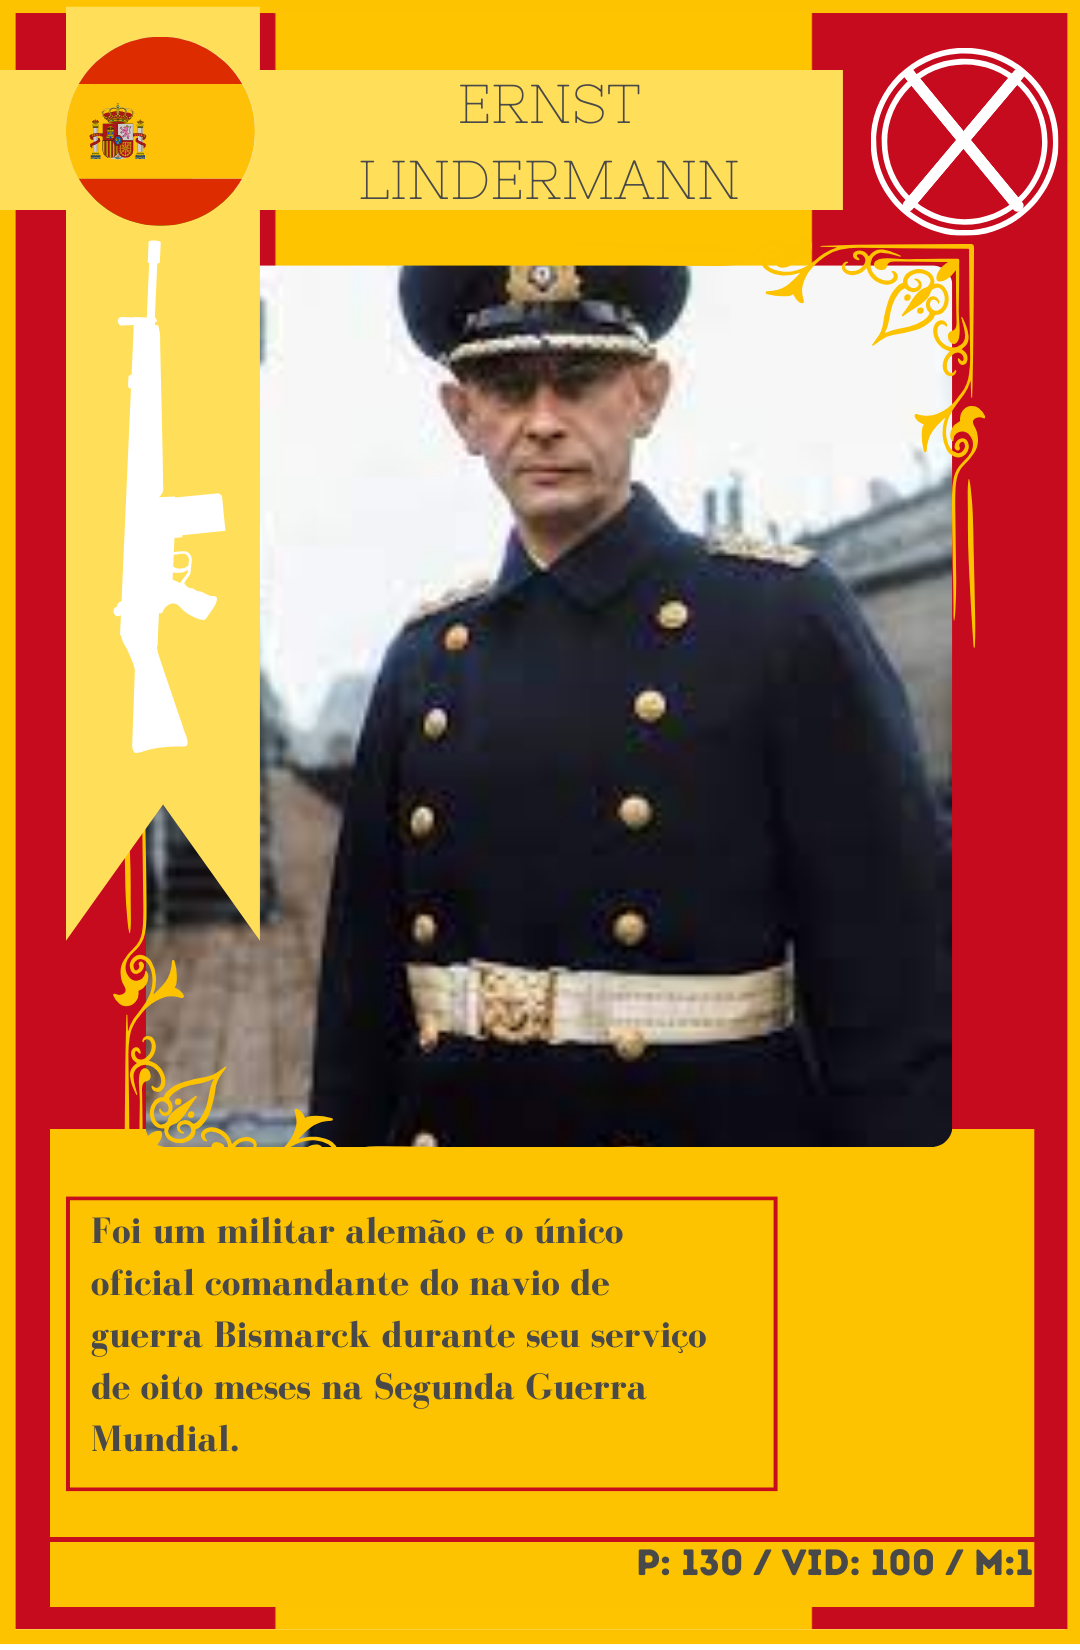 ERNST
LINDERMANN
Foi um militar alemão e o único
oficial comandante do navio de
guerra Bismarck durante seu serviço
de oito meses na Segunda Guerra
Mundial.
P: 130 / VID: 100 / M:1